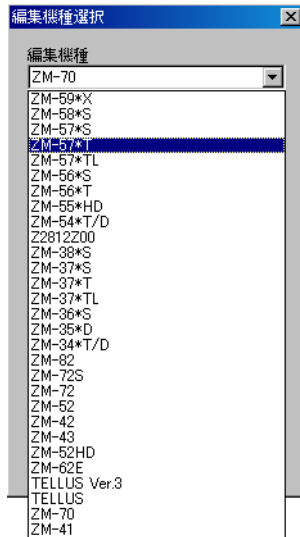 編集機種選択
編集機種
ZM-70
ZM-59*X
ZM-58*S
ZM-57*S
ZM-57*T
ZM-57*TL
ZM-56*S
ZM-56*T
ZM-55*HD
ZM-54*T/D
Z2812Z00
ZM-38*S
ZM-37*S
ZM-37*T
ZM-37*TL
ZM-36*S
ZM-35*D
ZM-34*T/D
ZM-82
ZM-72S
ZM-72
ZM-52
ZM-42
ZM-43
ZM-52HD
ZM-62E
TELLUS Ver.3
TELLUS
ZM-70
ZM-41